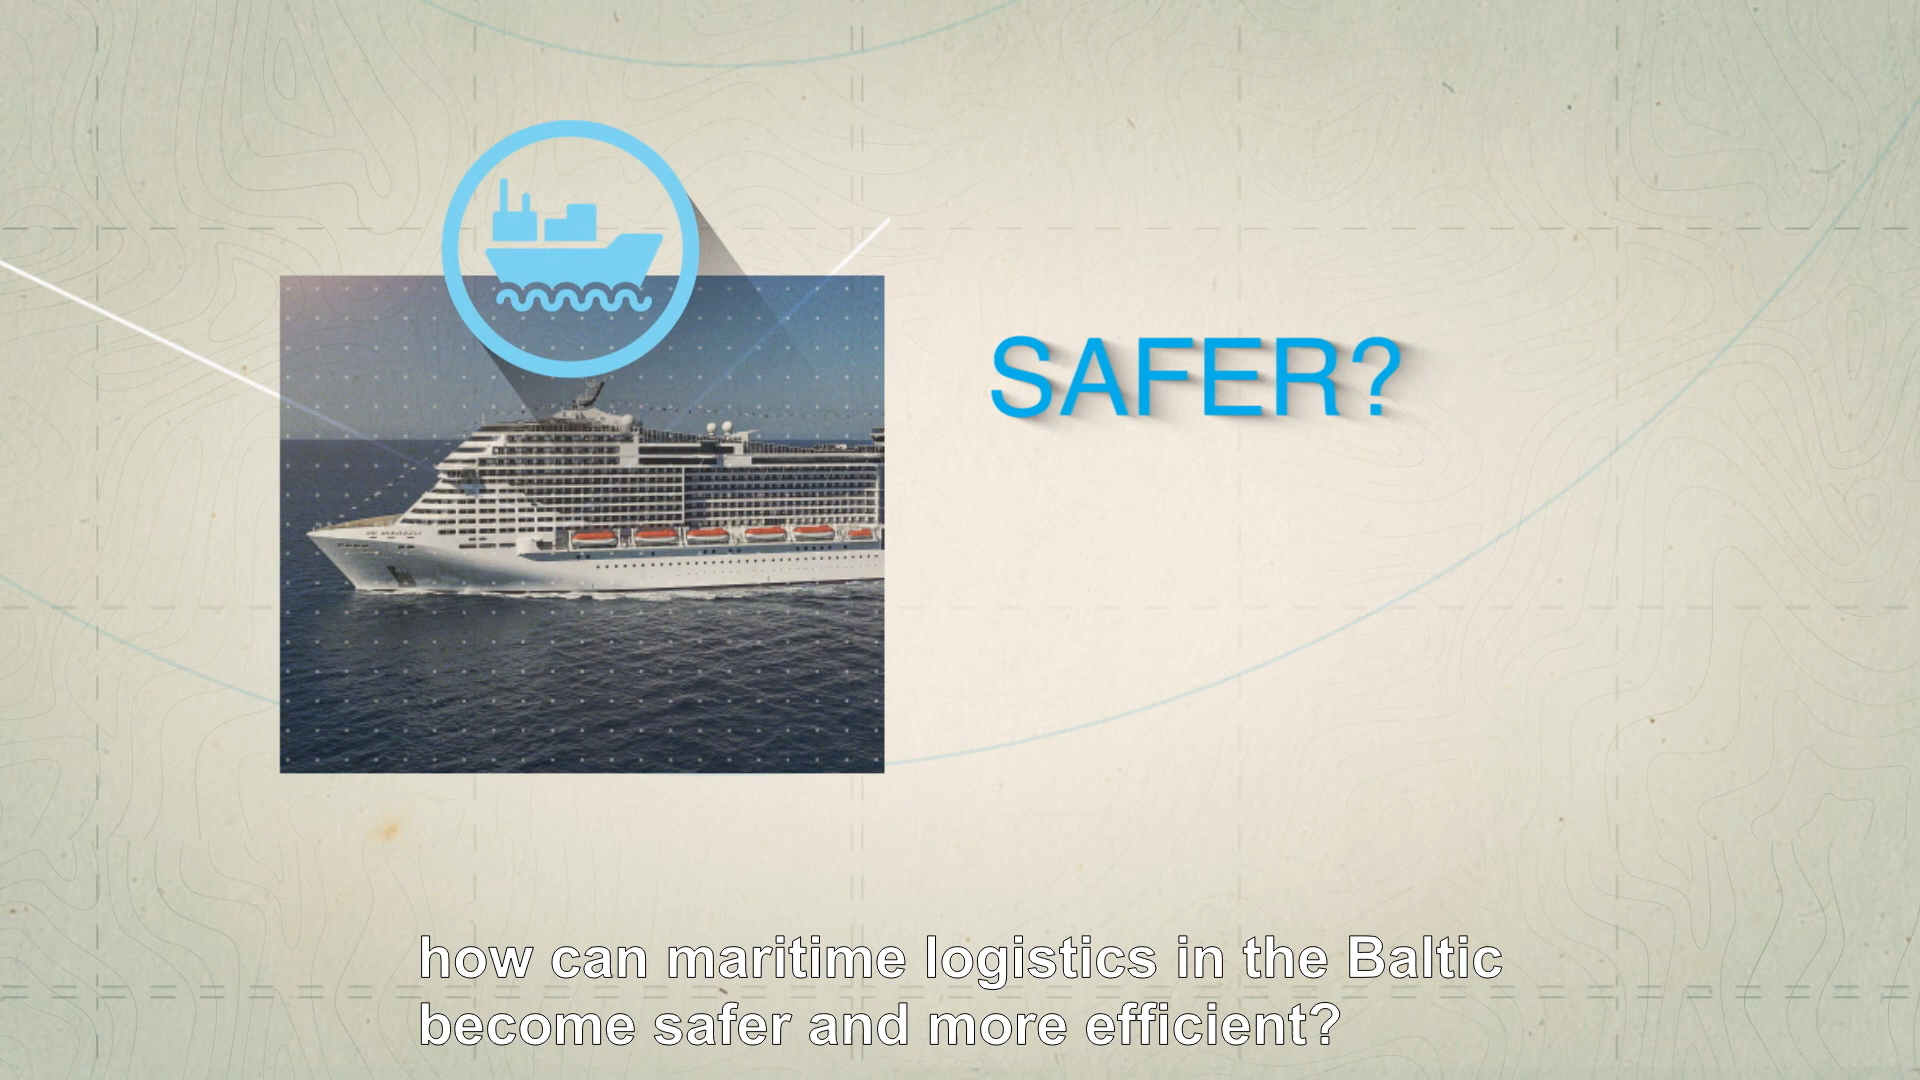 SAFER?
how can maritime logistics in the Baltic
become safer and more efficient?